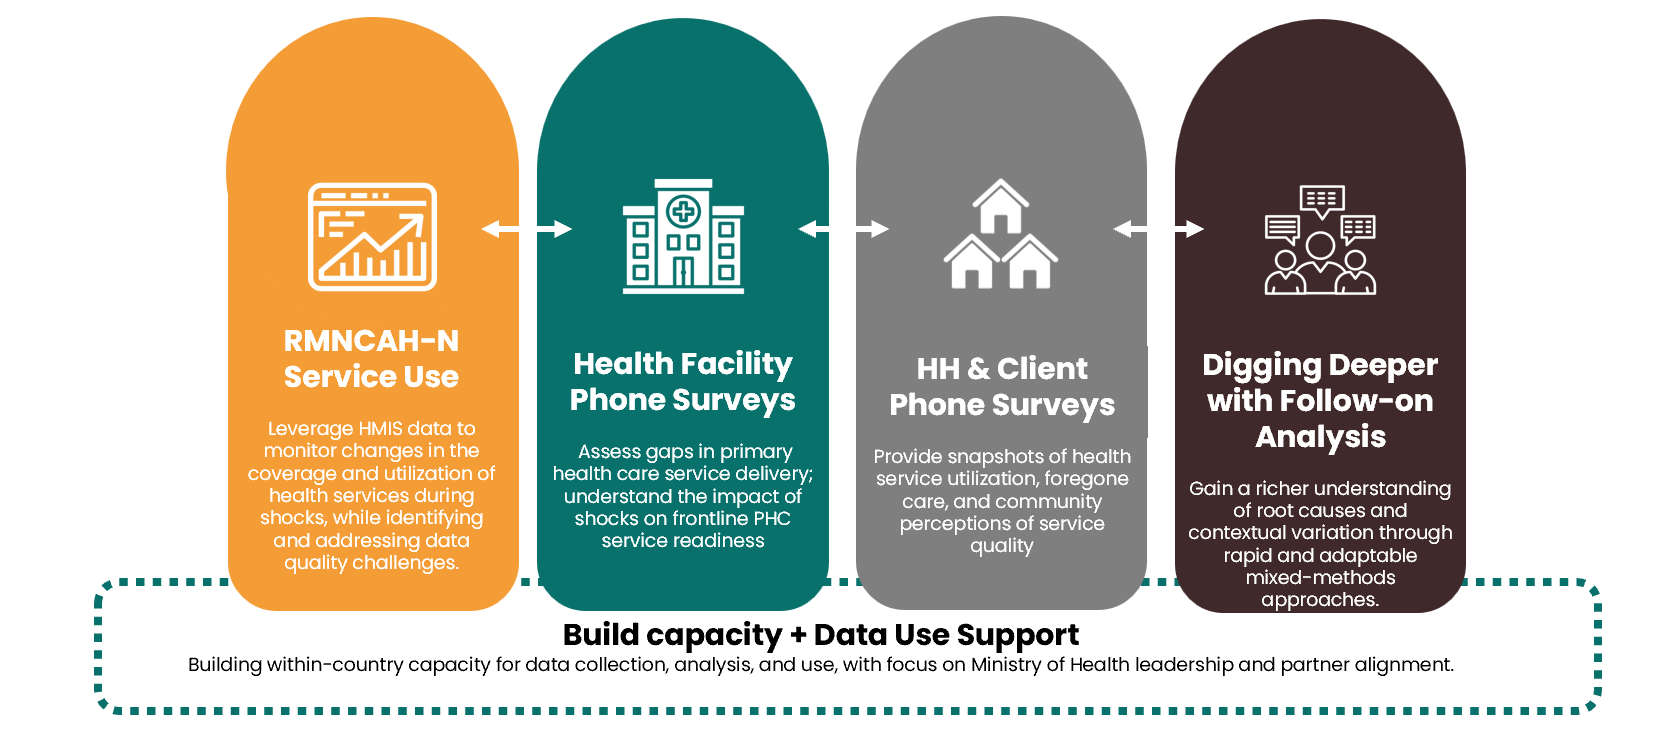 RMNCAH-N
Service Use
Leverage HMIS data to
monitor changes in the
coverage and utilization of
health services during
shocks, while identifying
and addressing data
quality challenges.
Health Facility
Phone Surveys
Assess gaps in primary
health care service delivery;
understand the impact of
shocks on frontline PHC
service readiness
HH & Client
Phone Surveys
Provide snapshots of health
service utilization, foregone
care, and community
perceptions of service
quality
Digging Deeper
with Follow-on
Analysis
Gain a richer understanding
of root causes and
contextual variation through
rapid and adaptable
mixed-methods
approaches.
Build capacity + Data Use Support
Building within-country capacity for data collection, analysis, and use, with focus on Ministry of Health leadership and partner alignment.